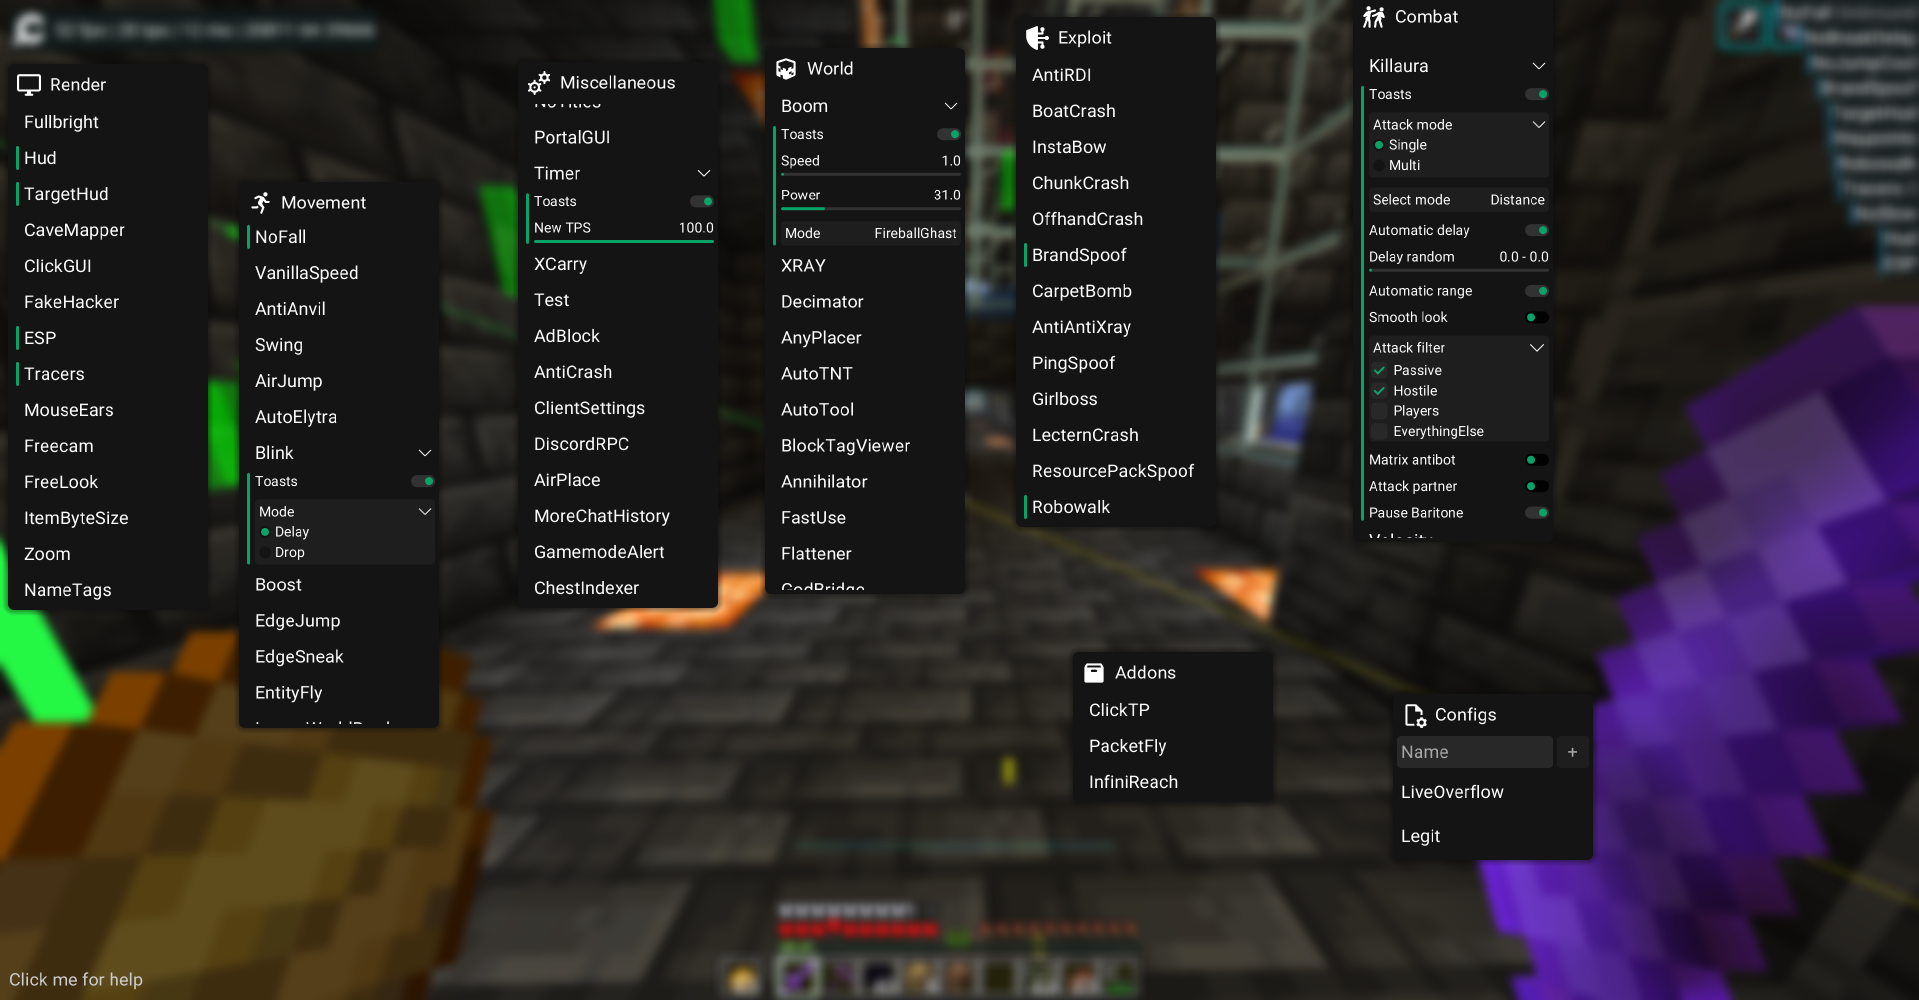 Render
Fullbright
Hud
TargetHud
CaveMapper
ClickGUI
FakeHacker
ESP
Tracers
MouseEars
Freecam
FreeLook
ItemByteSize
Zoom
NameTags
Movement
NoFall
VanillaSpeed
AntiAnvil
Swing
AirJump
AutoElytra
Blink
Toasts
Mode
Delay
Drop
Boost
EdgeJump
EdgeSneak
EntityFly
Miscellaneous
NoTitles
PortalGUI
Timer
Toasts
New TPS 100.0
XCarry
Test
AdBlock
AntiCrash
ClientSettings
DiscordRPC
AirPlace
MoreChatHistory
GamemodeAlert
ChestIndexer
World
Boom
Toasts
Speed 1.0
Power 31.0
Mode FireballGhast
XRAY
Decimator
AnyPlacer
AutoTNT
AutoTool
BlockTagViewer
Annihilator
FastUse
Flattener
GodBridge
Exploit
AntiRDI
BoatCrash
InstaBow
ChunkCrash
OffhandCrash
BrandSpoof
CarpetBomb
AntiAntiXray
PingSpoof
Girlboss
LecternCrash
ResourcePackSpoof
Robowalk
Combat
Killaura
Toasts
Attack mode
Single
Multi
Select mode Distance
Automatic delay
Delay random 0.0 - 0.0
Automatic range
Smooth look
Attack filter
Passive
Hostile
Players
EverythingElse
Matrix antibot
Attack partner
Pause Baritone
Velocity
Addons
ClickTP
PacketFly
InfiniReach
Configs
Name +
LiveOverflow
Legit
Click me for help